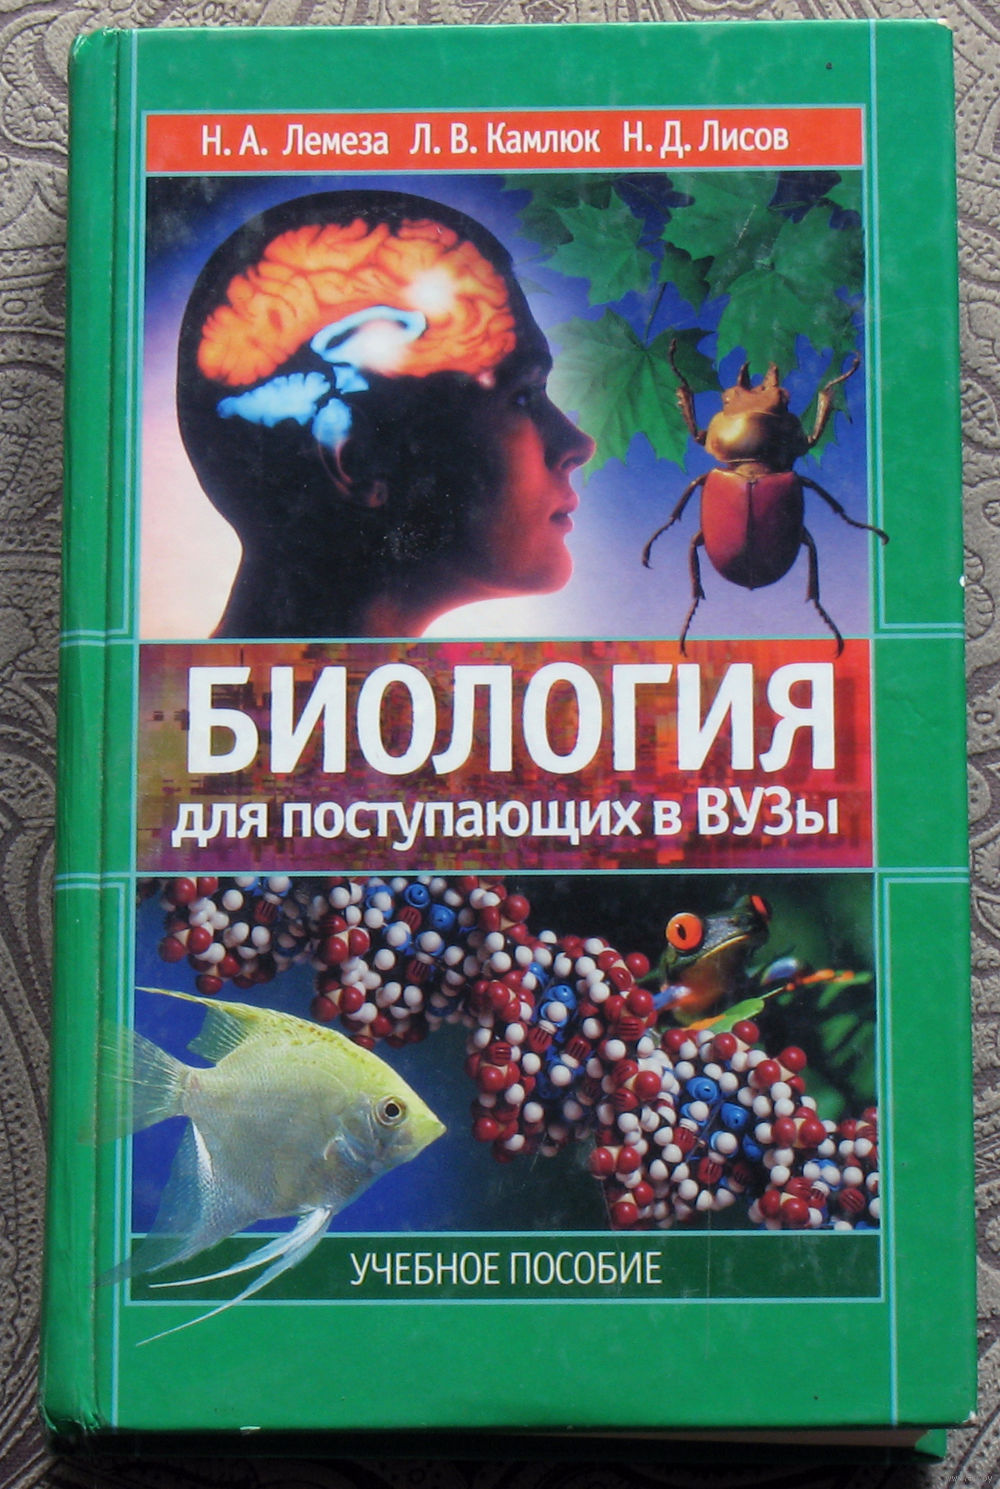 Н. А. Лемеза Л. В. Камлюк Н. Д. Лисов
БИОЛОГИЯ
для поступающих в ВУЗы
УЧЕБНОЕ ПОСОБИЕ